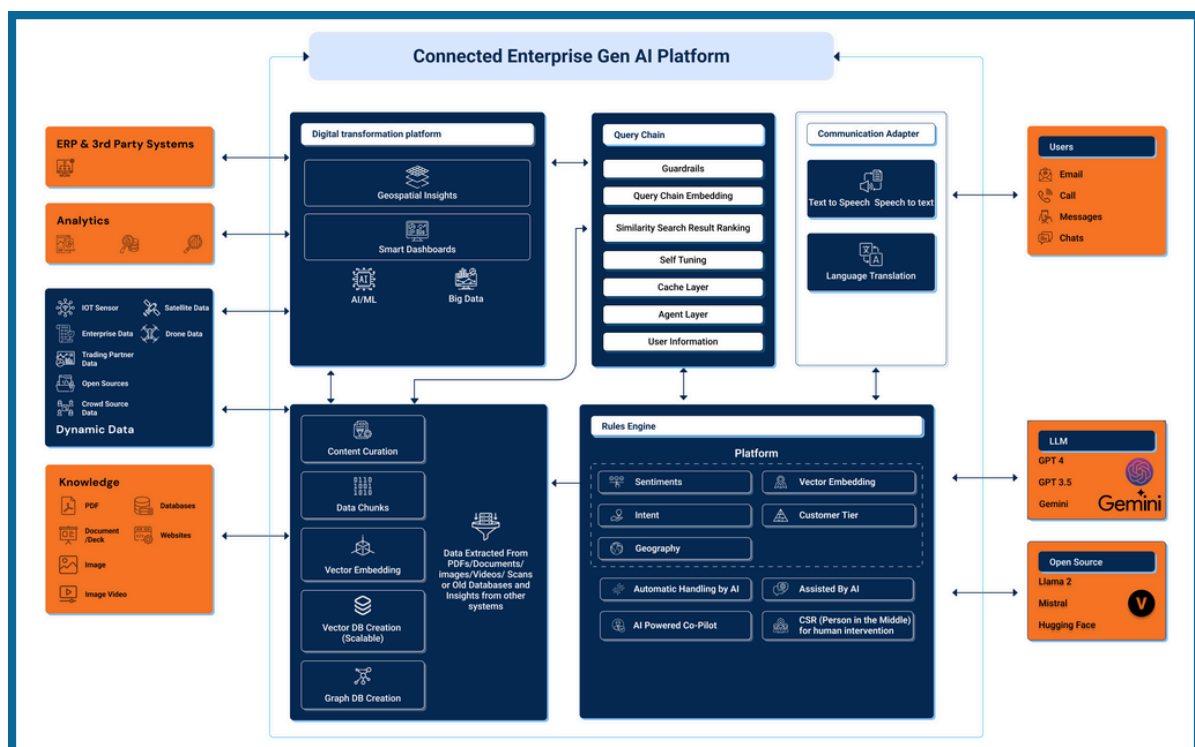 Connected Enterprise Gen AI Platform
ERP & 3rd Party Systems
Analytics
IOT Sensor
Satellite Data
Enterprise Data
Drone Data
Trading Partner
Data
Open Sources
Crowd Source
Data
Dynamic Data
Knowledge
PDF
Databases
Document
/Deck
Websites
Image
Image Video
Digital transformation platform
Geospatial Insights
Smart Dashboards
AI
AI/ML
Big Data
Query Chain
Guardrails
Query Chain Embedding
Similarity Search Result Ranking
Self Tuning
Cache Layer
Agent Layer
User Information
Communication Adapter
Text to Speech Speech to text
Language Translation
Users
Email
Call
Messages
Chats
Content Curation
0110
1001
1010
Data Chunks
Vector Embedding
Vector DB Creation
(Scalable)
Graph DB Creation
Data Extracted From
PDFs/Documents/
images/Videos/ Scans
or Old Databases and
Insights from other
systems
Rules Engine
Platform
Sentiments
Vector Embedding
Intent
Customer Tier
Geography
Automatic Handling by AI
Assisted By AI
AI Powered Co-Pilot
CSR (Person in the Middle)
for human intervention
LLM
GPT 4
GPT 3.5
Gemini
Gemini
Open Source
Llama 2
Mistral
V
Hugging Face